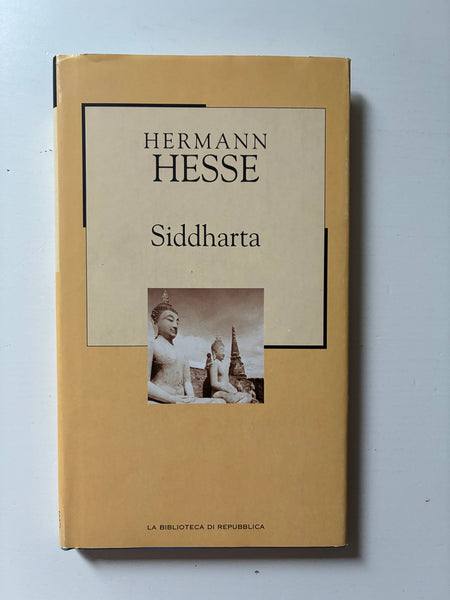 HERMANN
HESSE
Siddharta
LA BIBLIOTECA DI REPUBBLICA